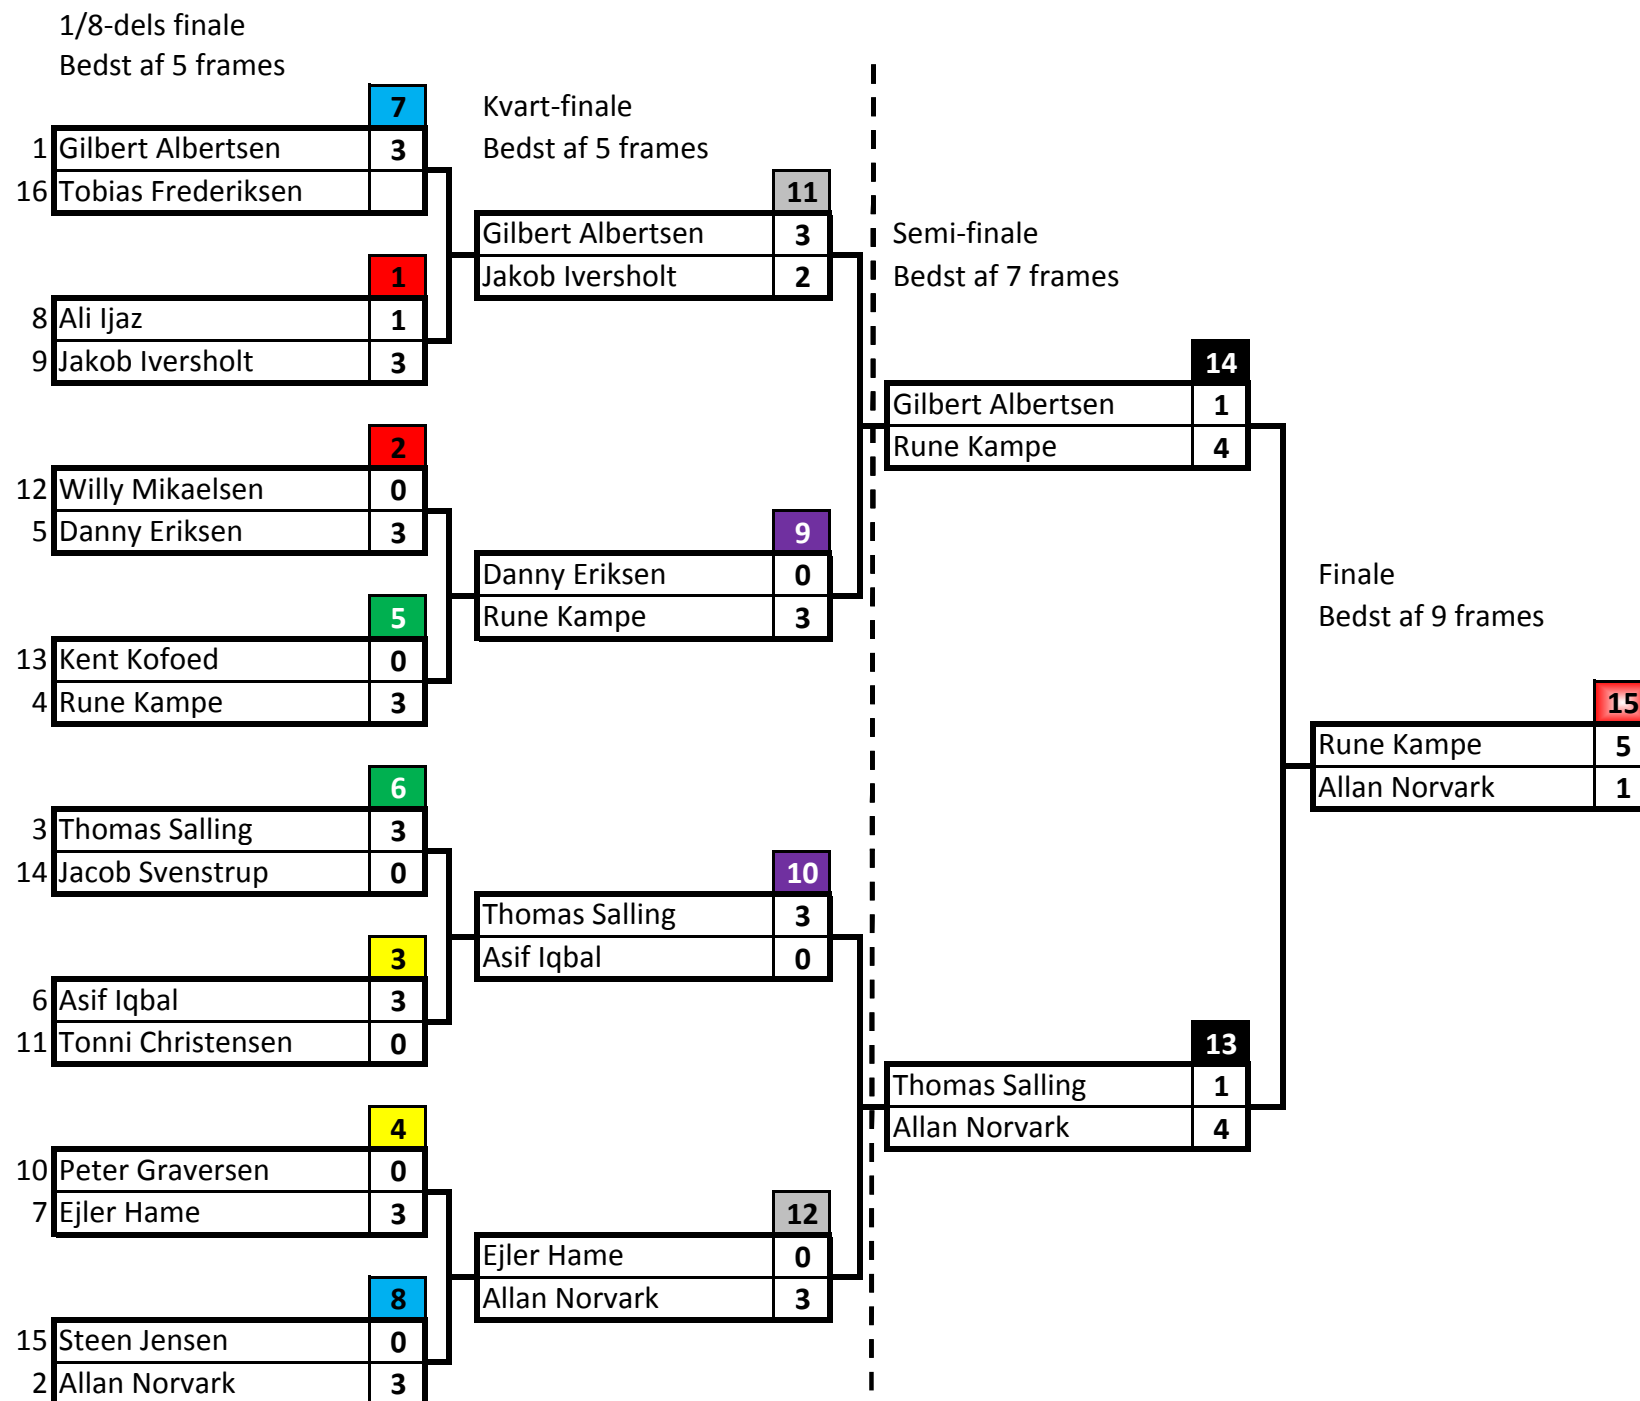 1/8-dels finale
Bedst af 5 frames
7
1 Gilbert Albertsen 3
16 Tobias Frederiksen
1
8 Ali Ijaz 1
9 Jakob Iversholt 3
2
12 Willy Mikaelsen 0
5 Danny Eriksen 3
5
13 Kent Kofoed 0
4 Rune Kampe 3
6
3 Thomas Salling 3
14 Jacob Svenstrup 0
3
6 Asif Iqbal 3
11 Tonni Christensen 0
4
10 Peter Graversen 0
7 Ejler Hame 3
8
15 Steen Jensen 0
2 Allan Norvark 3
Kvart-finale
Bedst af 5 frames
11
Gilbert Albertsen 3
Jakob Iversholt 2
9
Danny Eriksen 0
Rune Kampe 3
10
Thomas Salling 3
Asif Iqbal 0
12
Ejler Hame 0
Allan Norvark 3
Semi-finale
Bedst af 7 frames
14
Gilbert Albertsen 1
Rune Kampe 4
13
Thomas Salling 1
Allan Norvark 4
Finale
Bedst af 9 frames
15
Rune Kampe 5
Allan Norvark 1